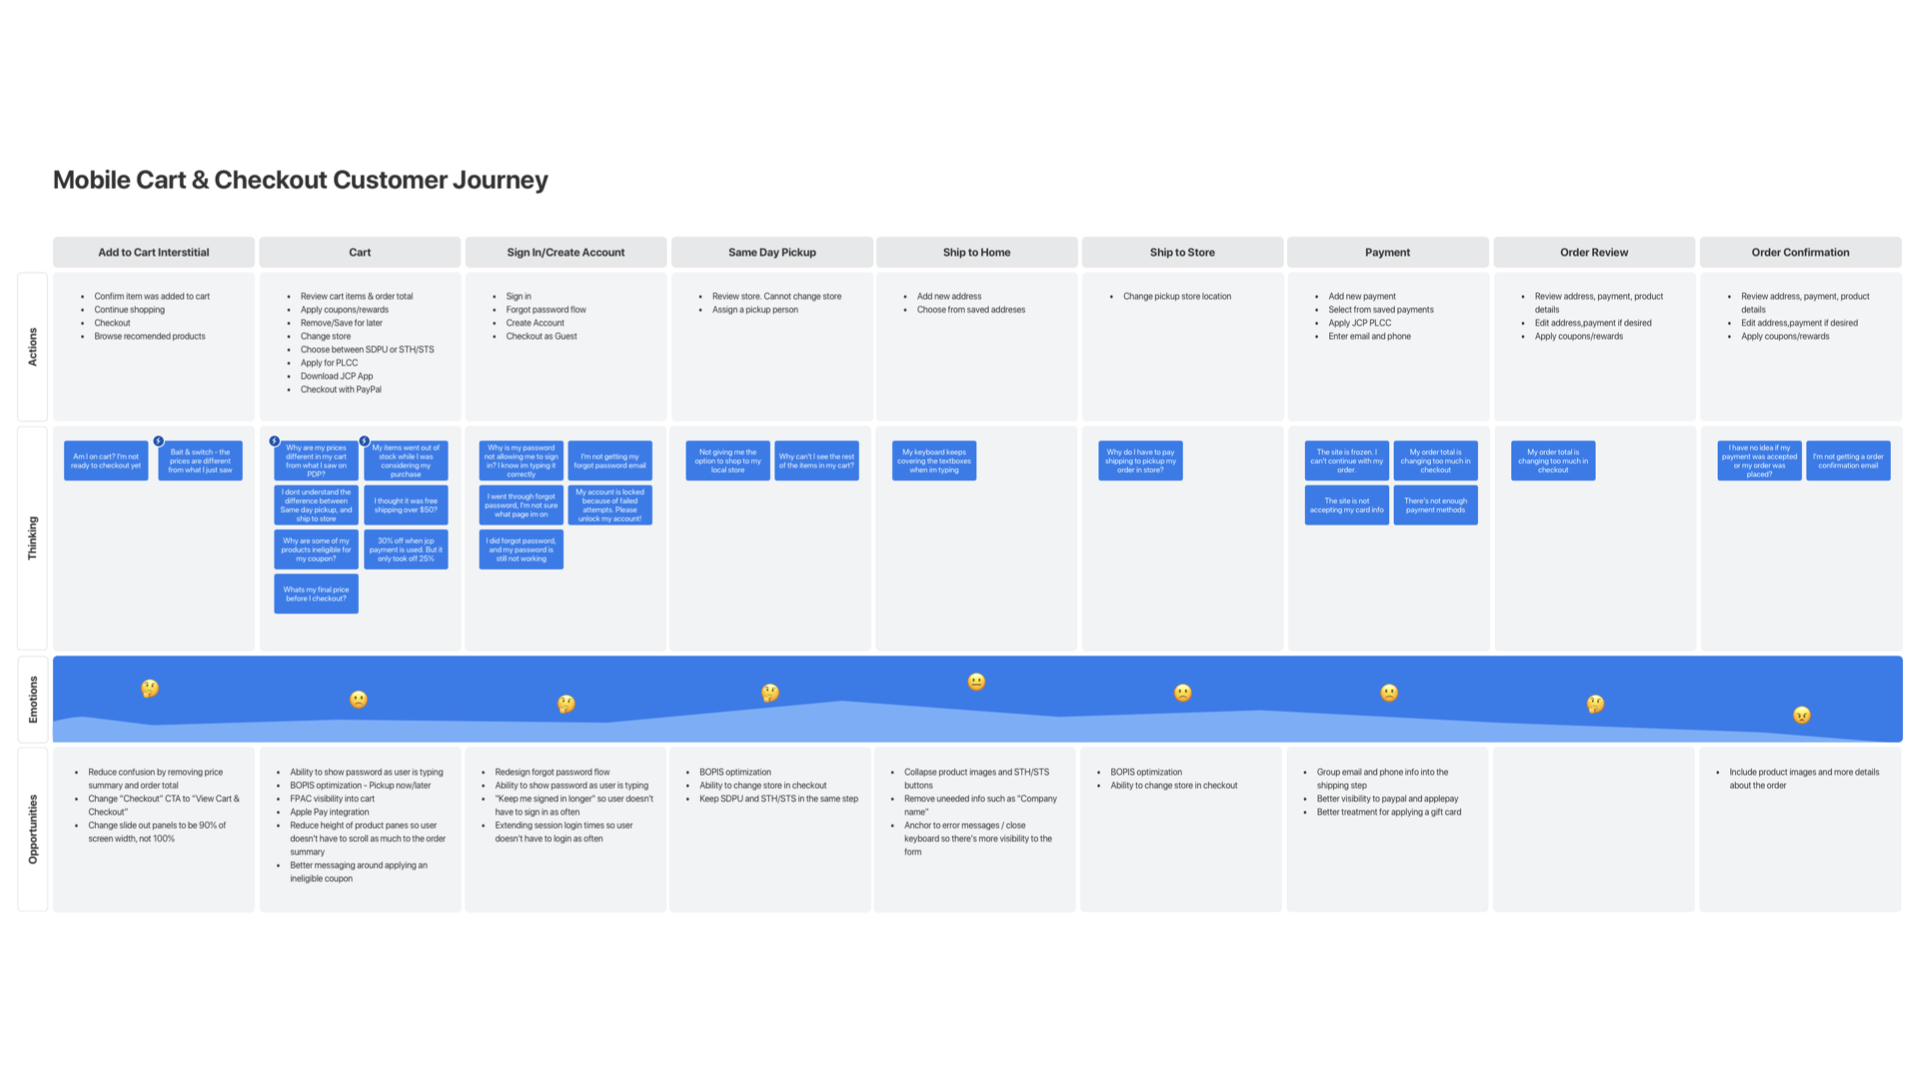 Mobile Cart & Checkout Customer Journey
Add to Cart Interstitial
Cart
Sign In/Create Account
Same Day Pickup
Ship to Home
Ship to Store
Payment
Order Review
Order Confirmation
Actions
Confirm item was added to cart
Continue shopping
Checkout
Browse recomended products
Review cart items & order total
Apply coupons/rewards
Remove/Save for later
Change store
Choose between SDPU or STH/STS
Apply for PLCC
Download JCP App
Checkout with PayPal
Sign in
Forgot password flow
Create Account
Checkout as Guest
Review store. Cannot change store
Assign a pickup person
Add new address
Choose from saved addreses
Change pickup store location
Add new payment
Select from saved payments
Apply JCP PLCC
Enter email and phone
Review address, payment, product
details
Edit address,payment if desired
Apply coupons/rewards
Review address, payment, product
details
Edit address,payment if desired
Apply coupons/rewards
Thinking
Am I on cart? I'm not
ready to checkout yet
Bait & switch - the
prices are different
from what I just saw
Why are my prices
different in my cart
from what I saw on
PDP?
My items went out of
stock while I was
considering my
purchase
I dont understand the
difference between
Same day pickup, and
ship to store
I thought it was free
shipping over $50?
Why are some of my
products ineligible for
my coupon?
30% off when jcp
payment is used. But it
only took off 25%
Whats my final price
before I checkout?
Why is my password
not allowing me to sign
in? I know im typing it
correctly
I'm not getting my
forgot password email
I went through forgot
password, I'm not sure
what page im on
My account is locked
because of failed
attempts. Please
unlock my account!
I did forgot password,
and my password is
still not working
Not giving me the
option to shop to my
local store
Why can't I see the rest
of the items in my cart?
My keyboard keeps
covering the textboxes
when im typing
Why do I have to pay
shipping to pickup my
order in store?
The site is frozen. I
can't continue with my
order.
My order total is
changing too much in
checkout
The site is not
accepting my card info
There's not enough
payment methods
My order total is
changing too much in
checkout
I have no idea if my
payment was accepted
or my order was
placed?
I'm not getting a order
confirmation email
Emotions
Opportunities
Reduce confusion by removing price
summary and order total
Change "Checkout" CTA to "View Cart &
Checkout"
Change slide out panels to be 90% of
screen width, not 100%
Ability to show password as user is typing
BOPIS optimization - Pickup now/later
FPAC visibility into cart
Apple Pay integration
Reduce height of product panes so user
doesn't have to scroll as much to the order
summary
Better messaging around applying an
ineligible coupon
Redesign forgot password flow
Ability to show password as user is typing
"Keep me signed in longer" so user doesn't
have to sign in as often
Extending session login times so user
doesn't have to login as often
BOPIS optimization
Ability to change store in checkout
Keep SDPU and STH/STS in the same step
Collapse product images and STH/STS
buttons
Remove uneeded info such as "Company
name"
Anchor to error messages / close
keyboard so there's more visibility to the
form
BOPIS optimization
Ability to change store in checkout
Group email and phone info into the
shipping step
Better visibility to paypal and applepay
Better treatment for applying a gift card
Include product images and more details
about the order